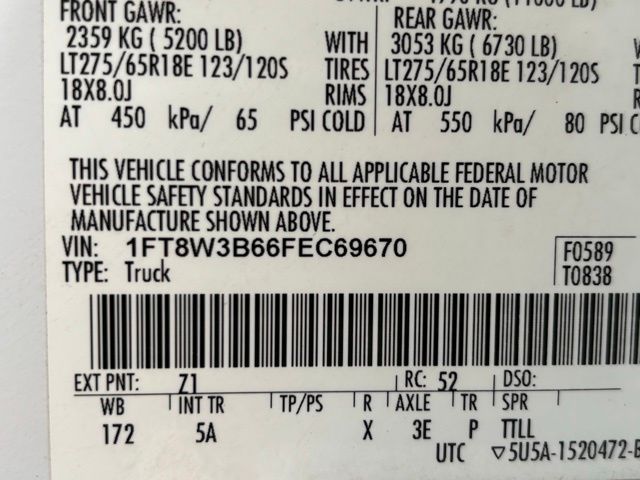 FRONT GAWR: REAR GAWR:
2359 KG ( 5200 LB) WITH 3053 KG ( 6730 LB)
LT275/65R18E 123/120S TIRES LT275/65R18E 123/120S
18X8.0J RIMS 18X8.0J
AT 450 kPa/ 65 PSI COLD AT 550 kPa/ 80 PSI C
THIS VEHICLE CONFORMS TO ALL APPLICABLE FEDERAL MOTOR
VEHICLE SAFETY STANDARDS IN EFFECT ON THE DATE OF
MANUFACTURE SHOWN ABOVE.
VIN: 1FT8W3B66FEC69670 F0589
TYPE: Truck T0838
EXT PNT: Z1 RC: 52 DSO:
WB INT TR TP/PS R AXLE TR SPR
172 5A X 3E P TTLL
UTC ▽5U5A-1520472-B